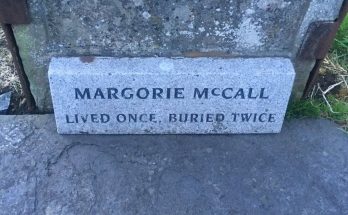 MARGORIE McCALL
LIVED ONCE, BURIED TWICE